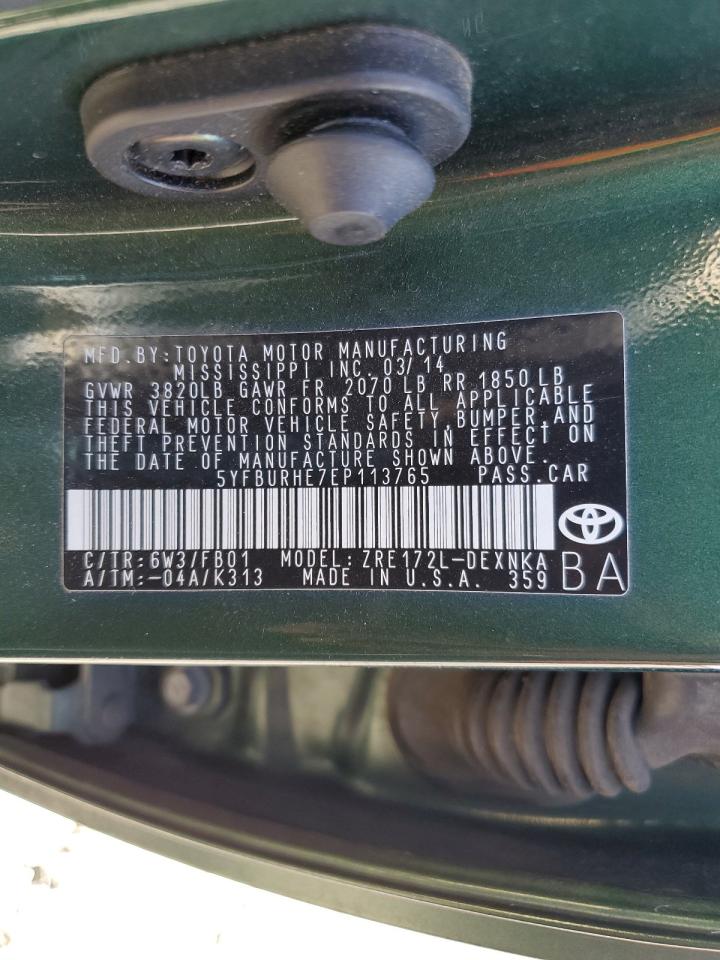 MFD.BY:TOYOTA MOTOR MANUFACTURING
MISSISSIPPI INC. 03/14
GVWR 3820LB GAWR FR 2070 LB RR 1850 LB
THIS VEHICLE CONFORMS TO ALL APPLICABLE
FEDERAL MOTOR VEHICLE SAFETY,BUMPER,AND
THEFT PREVENTION STANDARDS IN EFFECT ON
THE DATE OF MANUFACTURE SHOWN ABOVE.
5YFBURHE7EP113765 PASS.CAR
C/TR:6W3/FB01 MODEL:ZRE172L-DEXNKA
A/TM:-04A/K313 MADE IN U.S.A. 359 BA